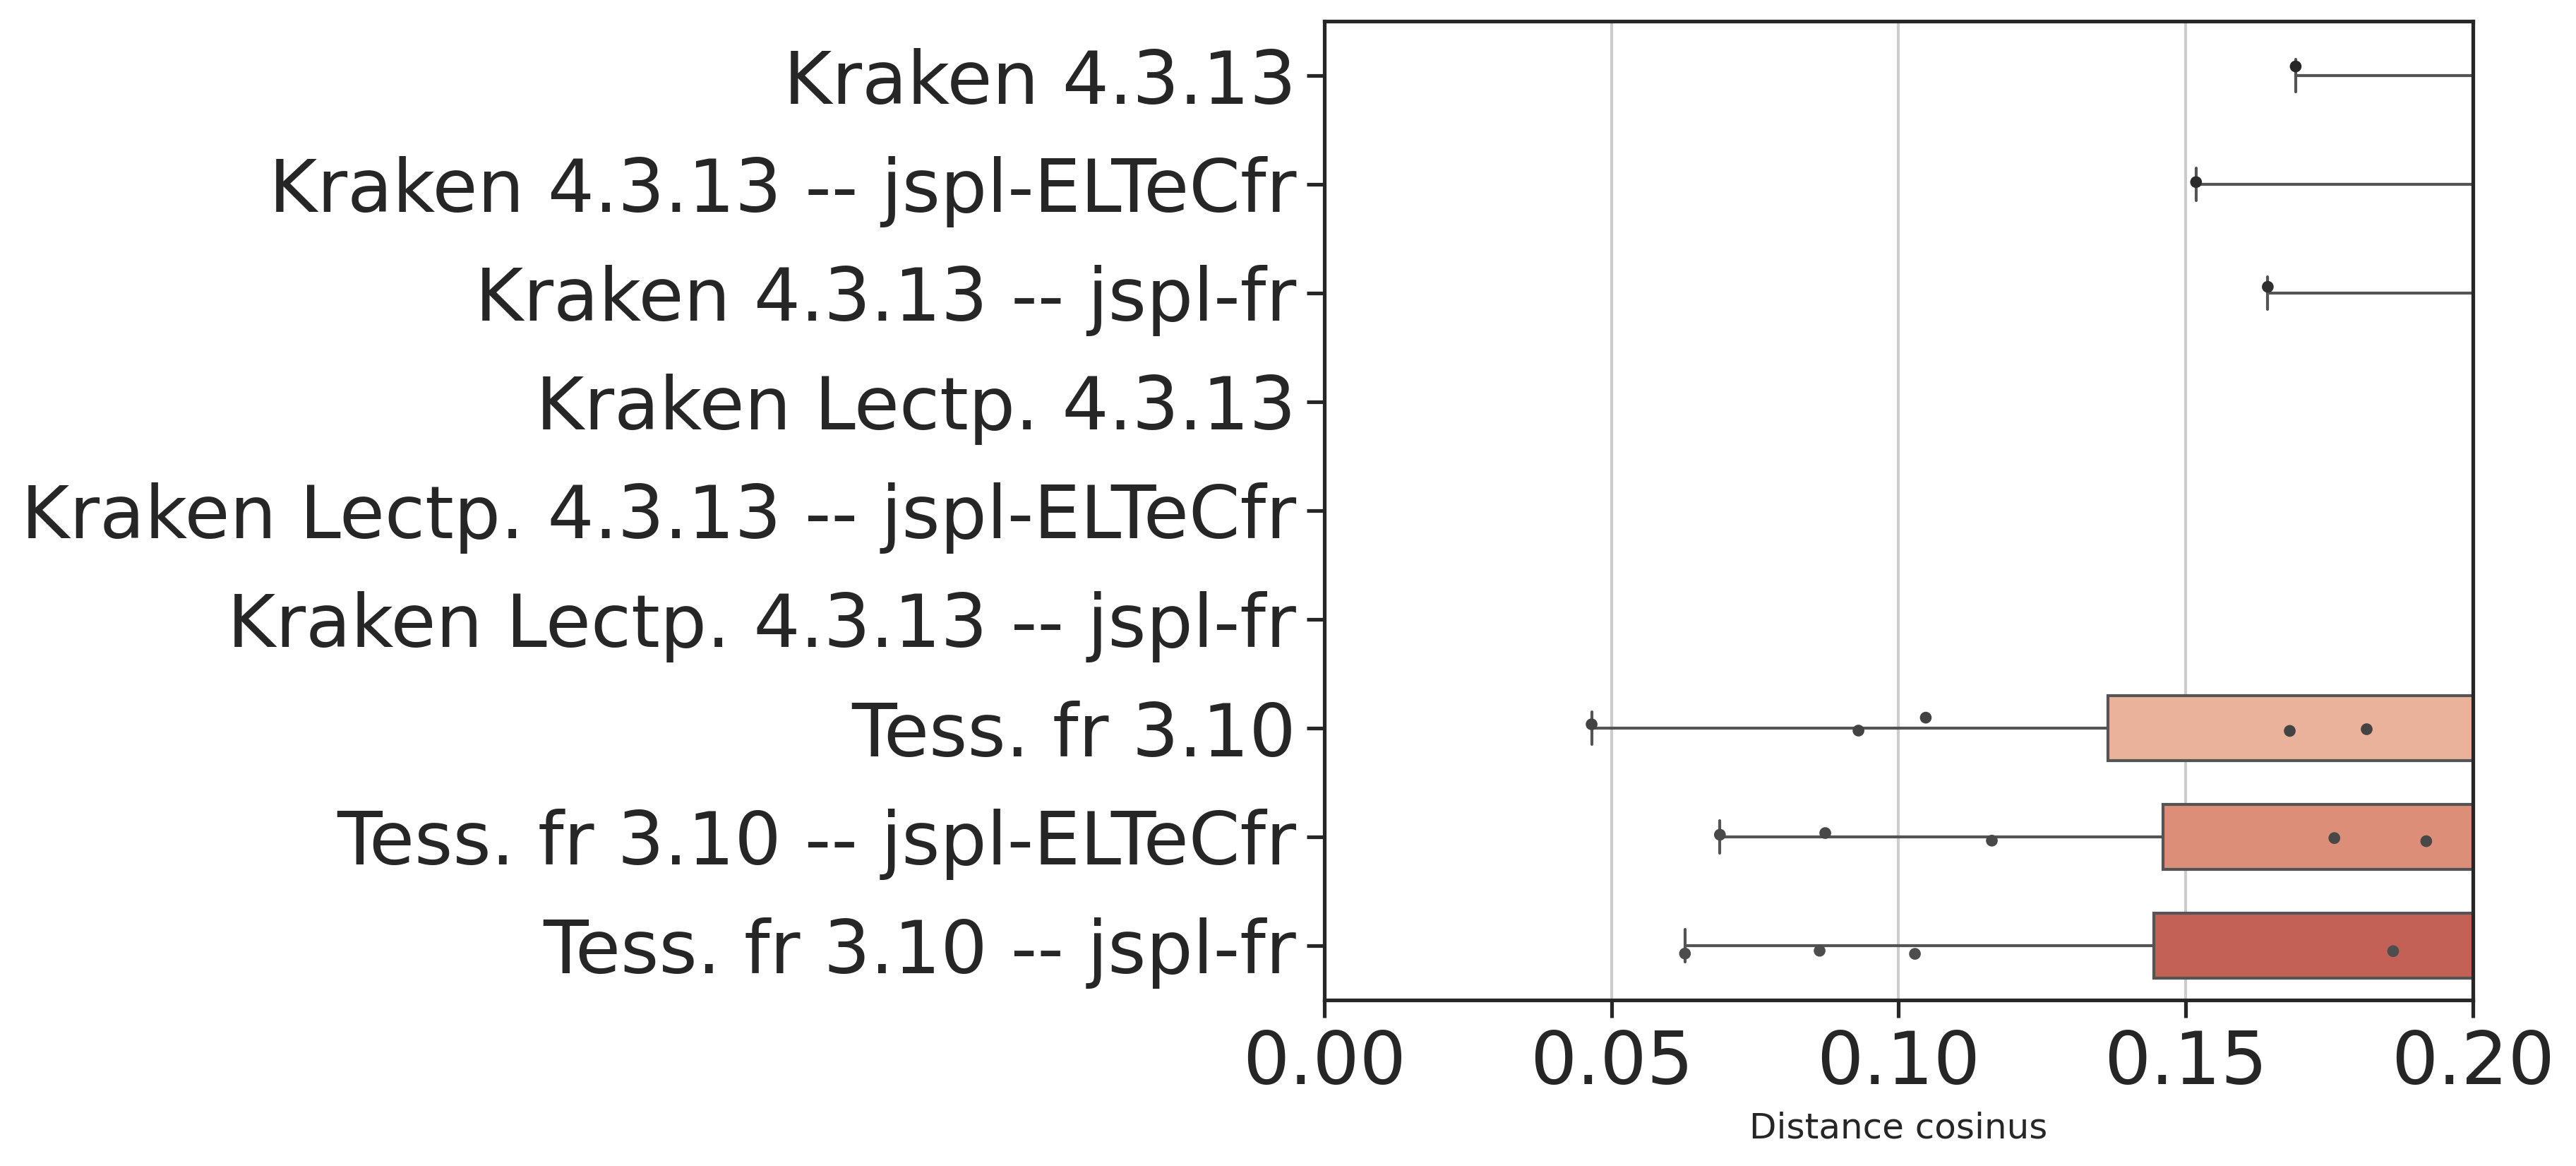 Kraken 4.3.13
Kraken 4.3.13 -- jspl-ELTeCfr
Kraken 4.3.13 -- jspl-fr
Kraken Lectp. 4.3.13
Kraken Lectp. 4.3.13 -- jspl-ELTeCfr
Kraken Lectp. 4.3.13 -- jspl-fr
Tess. fr 3.10
Tess. fr 3.10 -- jspl-ELTeCfr
Tess. fr 3.10 -- jspl-fr
0.00 0.05 0.10 0.15 0.20
Distance cosinus